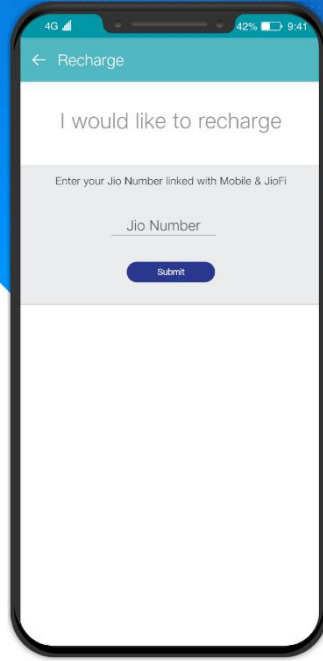 4G 42% 9:41
← Recharge
I would like to recharge
Enter your Jio Number linked with Mobile & JioFi
Jio Number
Submit